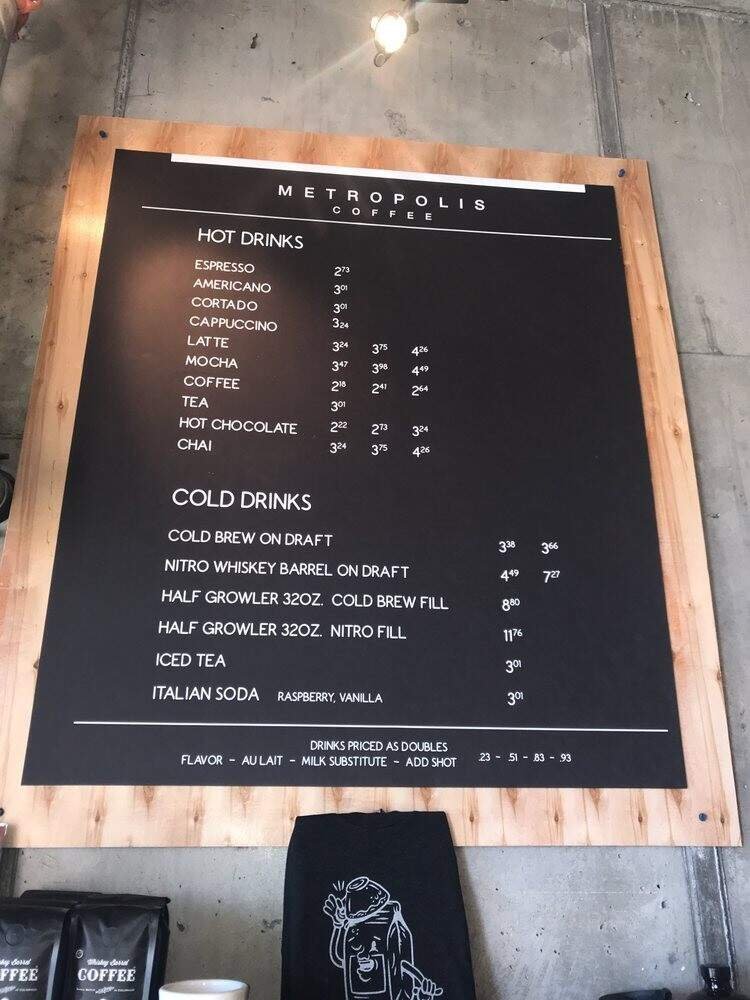 METROPOLIS
COFFEE
HOT DRINKS
ESPRESSO 2.73
AMERICANO 3.01
CORTADO 3.01
CAPPUCCINO 3.24
LATTE 3.24 3.75 4.26
MOCHA 3.47 3.98 4.49
COFFEE 2.18 2.41 2.64
TEA 3.01
HOT CHOCOLATE 2.22 2.73 3.24
CHAI 3.24 3.75 4.26
COLD DRINKS
COLD BREW ON DRAFT 3.38 3.66
NITRO WHISKEY BARREL ON DRAFT 4.49 7.27
HALF GROWLER 32OZ. COLD BREW FILL 8.80
HALF GROWLER 32OZ. NITRO FILL 11.76
ICED TEA 3.01
ITALIAN SODA RASPBERRY, VANILLA 3.01
DRINKS PRICED AS DOUBLES
FLAVOR - AU LAIT - MILK SUBSTITUTE - ADD SHOT .23 - .51 - .83 - .93
Whiskey Barrel
FFEE COFFEE